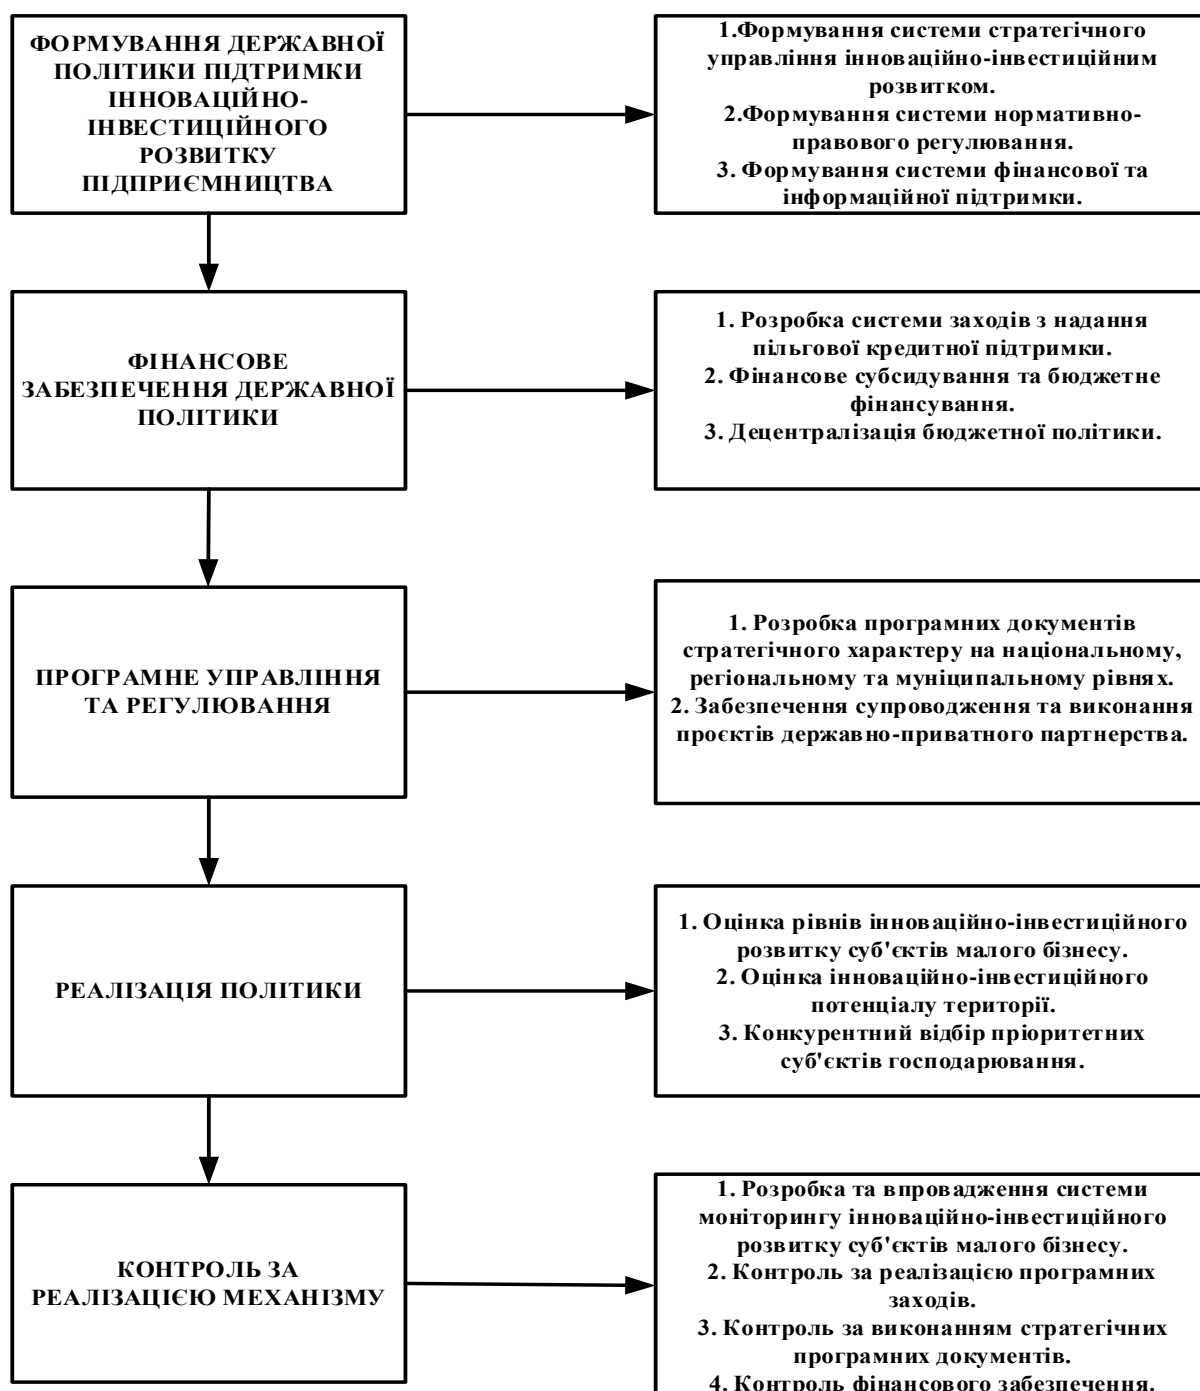 ФОРМУВАННЯ ДЕРЖАВНОЇ
ПОЛІТИКИ ПІДТРИМКИ
ІННОВАЦІЙНО-
ІНВЕСТИЦІЙНОГО
РОЗВИТКУ
ПІДПРИЄМНИЦТВА
1.Формування системи стратегічного
управління інноваційно-інвестиційним
розвитком.
2.Формування системи нормативно-
правового регулювання.
3. Формування системи фінансової та
інформаційної підтримки.
ФІНАНСОВЕ
ЗАБЕЗПЕЧЕННЯ ДЕРЖАВНОЇ
ПОЛІТИКИ
1. Розробка системи заходів з надання
пільгової кредитної підтримки.
2. Фінансове субсидування та бюджетне
фінансування.
3. Децентралізація бюджетної політики.
ПРОГРАМНЕ УПРАВЛІННЯ
ТА РЕГУЛЮВАННЯ
1. Розробка програмних документів
стратегічного характеру на національному,
регіональному та муніципальному рівнях.
2. Забезпечення супроводження та виконання
проєктів державно-приватного партнерства.
РЕАЛІЗАЦІЯ ПОЛІТИКИ
1. Оцінка рівнів інноваційно-інвестиційного
розвитку суб'єктів малого бізнесу.
2. Оцінка інноваційно-інвестиційного
потенціалу території.
3. Конкурентний відбір пріоритетних
суб'єктів господарювання.
КОНТРОЛЬ ЗА
РЕАЛІЗАЦІЄЮ МЕХАНІЗМУ
1. Розробка та впровадження системи
моніторингу інноваційно-інвестиційного
розвитку суб'єктів малого бізнесу.
2. Контроль за реалізацією програмних
заходів.
3. Контроль за виконанням стратегічних
програмних документів.
4. Контроль фінансового забезпечення.